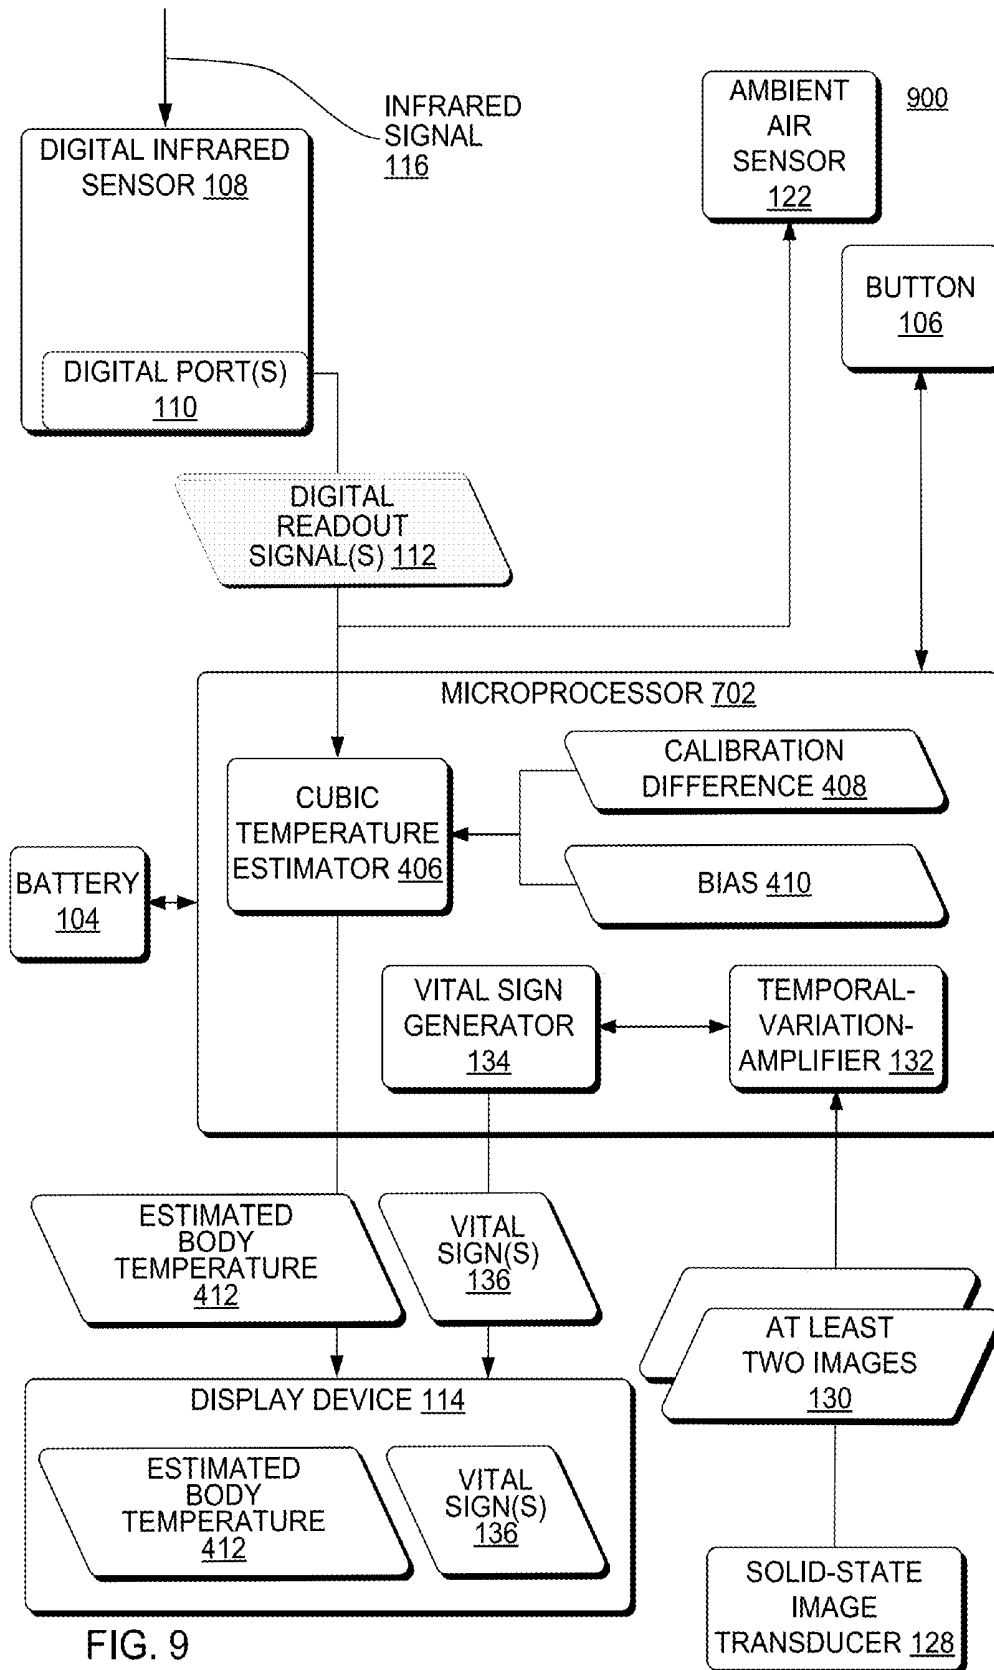 INFRARED
SIGNAL
116
AMBIENT
AIR
SENSOR
122
900
DIGITAL INFRARED
SENSOR 108
BUTTON
106
DIGITAL PORT(S)
110
DIGITAL
READOUT
SIGNAL(S) 112
MICROPROCESSOR 702
CALIBRATION
DIFFERENCE 408
CUBIC
TEMPERATURE
ESTIMATOR 406
BATTERY
104
BIAS 410
VITAL SIGN
GENERATOR
134
TEMPORAL-
VARIATION-
AMPLIFIER 132
ESTIMATED
BODY
TEMPERATURE
412
VITAL
SIGN(S)
136
AT LEAST
TWO IMAGES
130
DISPLAY DEVICE 114
ESTIMATED
BODY
TEMPERATURE
412
VITAL
SIGN(S)
136
SOLID-STATE
IMAGE
TRANSDUCER 128
FIG. 9